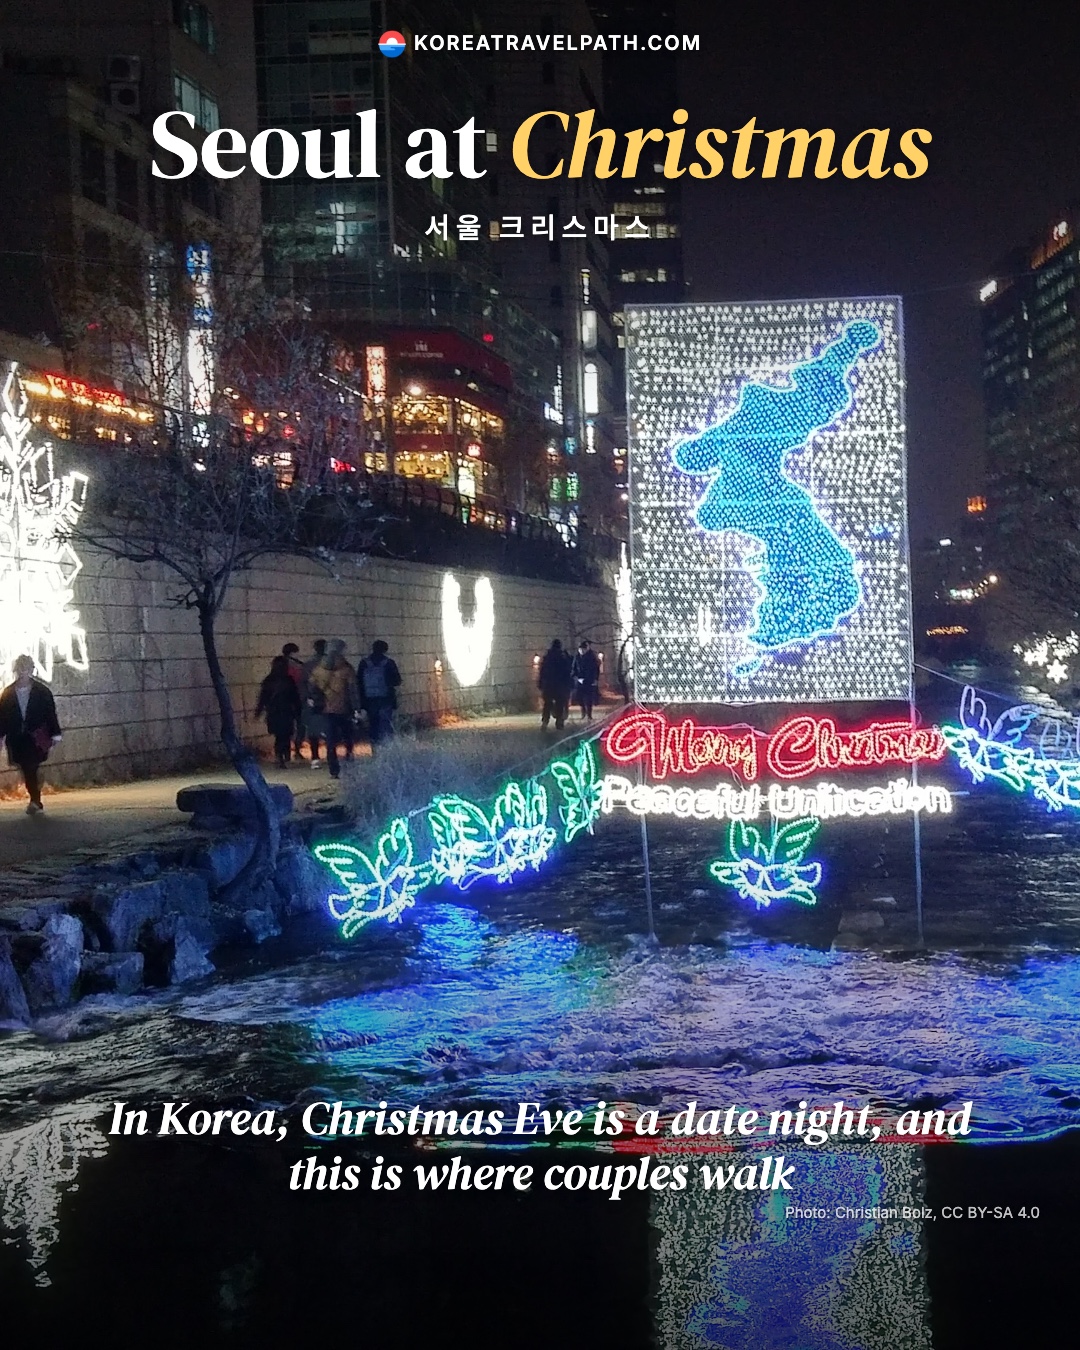 KOREATRAVELPATH.COM
Seoul at Christmas
서울 크리스마스
Merry Christmas
Peaceful Unification
In Korea, Christmas Eve is a date night, and
this is where couples walk
Photo: Christian Bolz, CC BY-SA 4.0